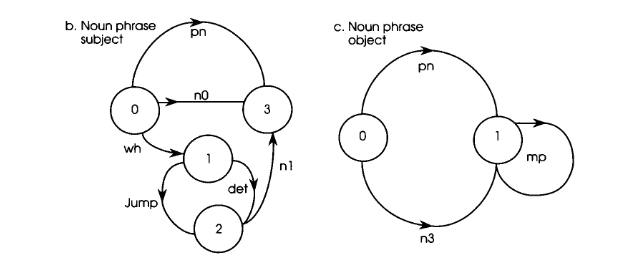 b. Noun phrase
subject
pn
0
n0
3
wh
1
n1
det
Jump
2
c. Noun phrase
object
pn
0
1
mp
n3